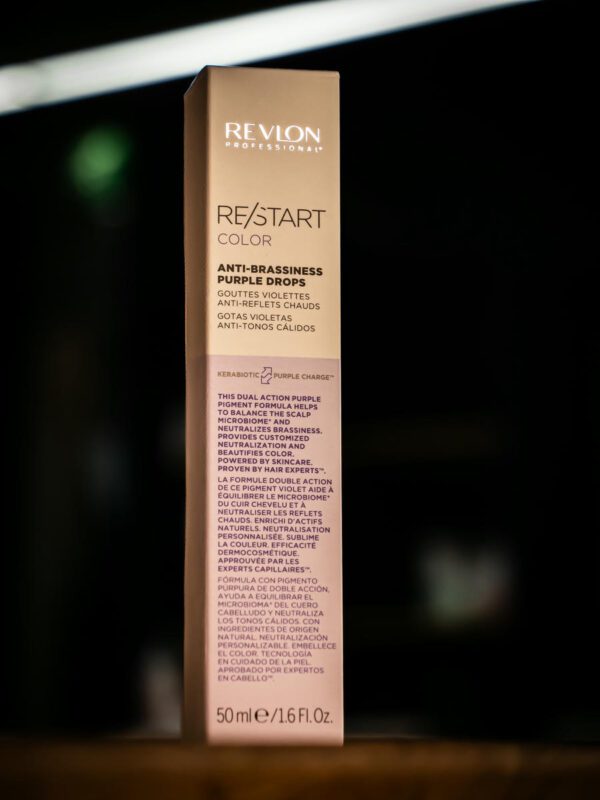 REVLON
PROFESSIONAL®
RE/START
COLOR
ANTI-BRASSINESS
PURPLE DROPS
GOUTTES VIOLETTES
ANTI-REFLETS CHAUDS
GOTAS VIOLETAS
ANTI-TONOS CÁLIDOS
KERABIOTIC PURPLE CHARGE™
THIS DUAL ACTION PURPLE
PIGMENT FORMULA HELPS
TO BALANCE THE SCALP
MICROBIOME* AND
NEUTRALIZES BRASSINESS.
PROVIDES CUSTOMIZED
NEUTRALIZATION AND
BEAUTIFIES COLOR.
POWERED BY SKINCARE.
PROVEN BY HAIR EXPERTS™.
LA FORMULE DOUBLE ACTION
DE CE PIGMENT VIOLET AIDE À
ÉQUILIBRER LE MICROBIOME*
DU CUIR CHEVELU ET À
NEUTRALISER LES REFLETS
CHAUDS. ENRICHI D'ACTIFS
NATURELS. NEUTRALISATION
PERSONNALISÉE. SUBLIME
LA COULEUR. EFFICACITÉ
DERMOCOSMÉTIQUE.
APPROUVÉE PAR LES
EXPERTS CAPILLAIRES™.
FÓRMULA CON PIGMENTO
PÚRPURA DE DOBLE ACCIÓN,
AYUDA A EQUILIBRAR EL
MICROBIOMA* DEL CUERO
CABELLUDO Y NEUTRALIZA
LOS TONOS CÁLIDOS. CON
INGREDIENTES DE ORIGEN
NATURAL. NEUTRALIZACIÓN
PERSONALIZABLE. EMBELLECE
EL COLOR. TECNOLOGÍA
EN CUIDADO DE LA PIEL.
APROBADO POR EXPERTOS
EN CABELLO™.
50 ml ℮ / 1.6 Fl. Oz.